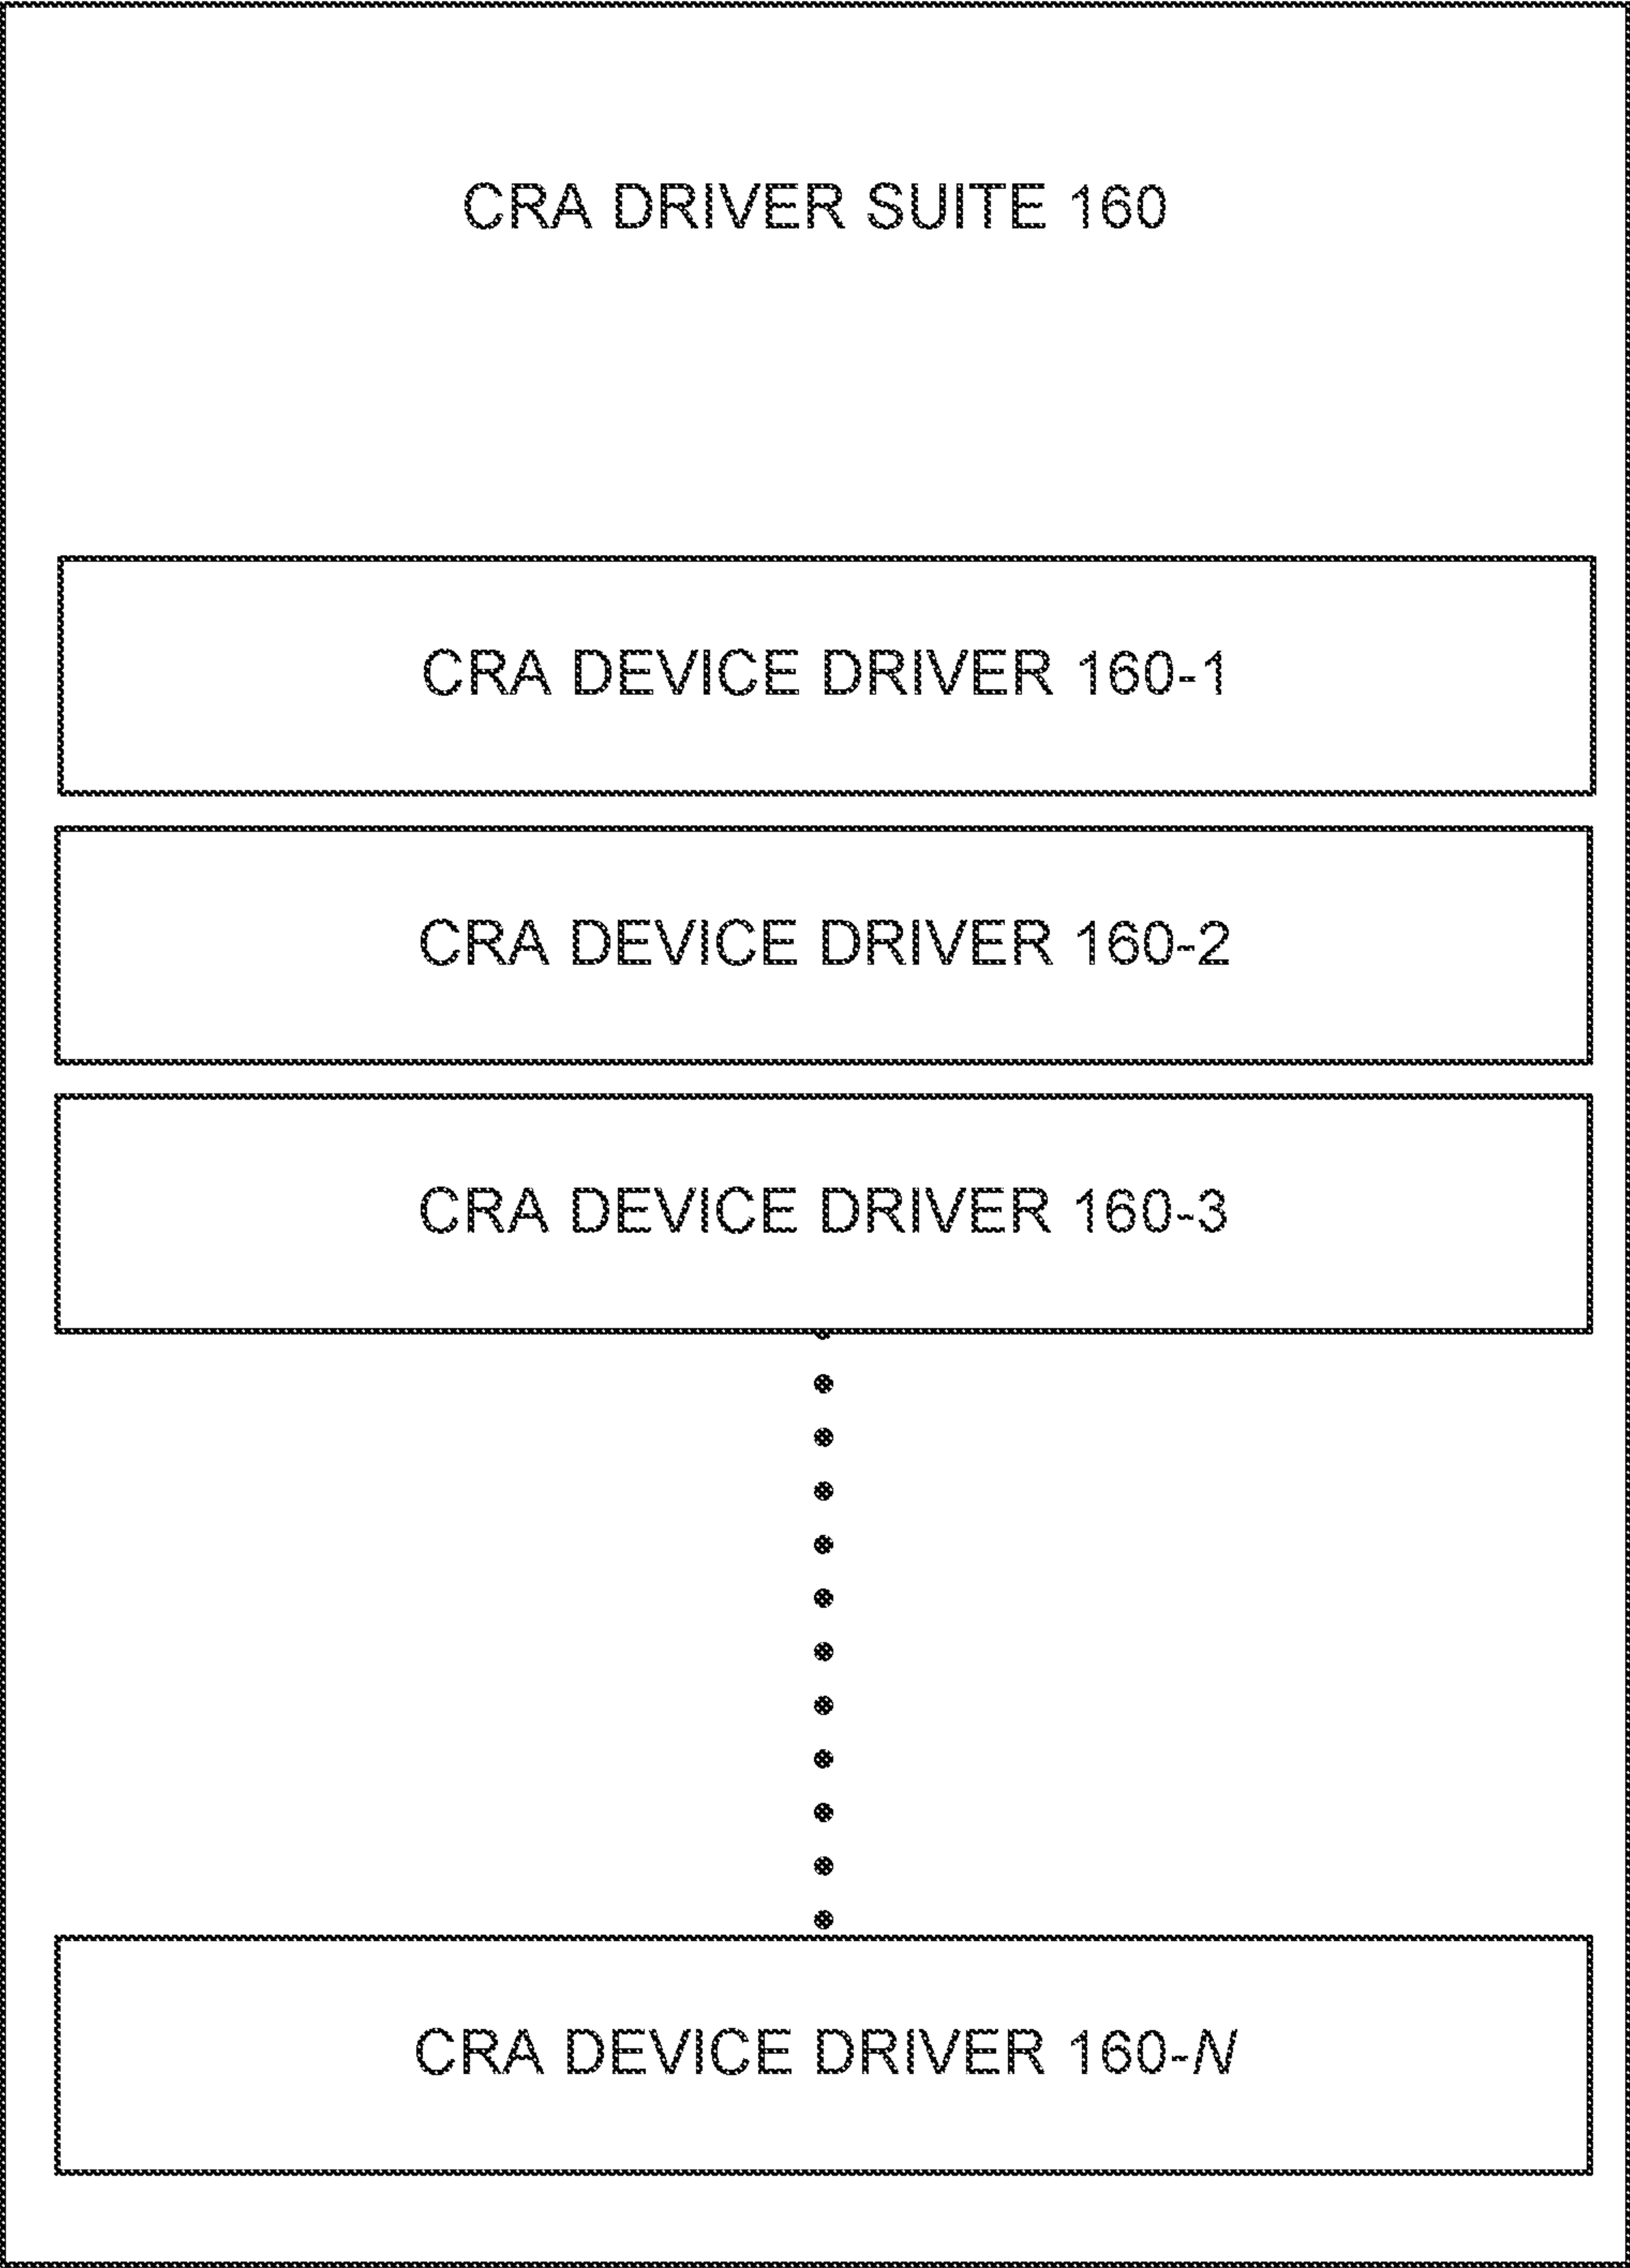 CRA DRIVER SUITE 160
CRA DEVICE DRIVER 160-1
CRA DEVICE DRIVER 160-2
CRA DEVICE DRIVER 160-3
CRA DEVICE DRIVER 160-N